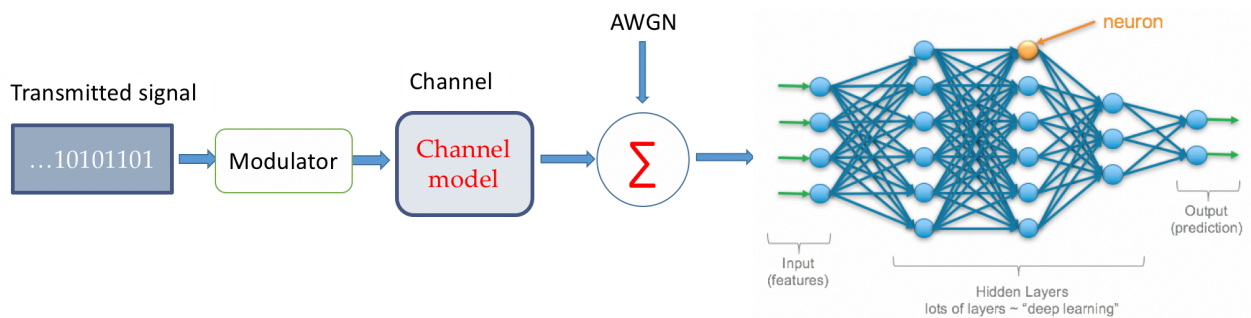 AWGN
neuron
Channel
Transmitted signal
...10101101
Modulator
Channel
model
Σ
Output
(prediction)
Input
(features)
Hidden Layers
lots of layers ~ “deep learning”